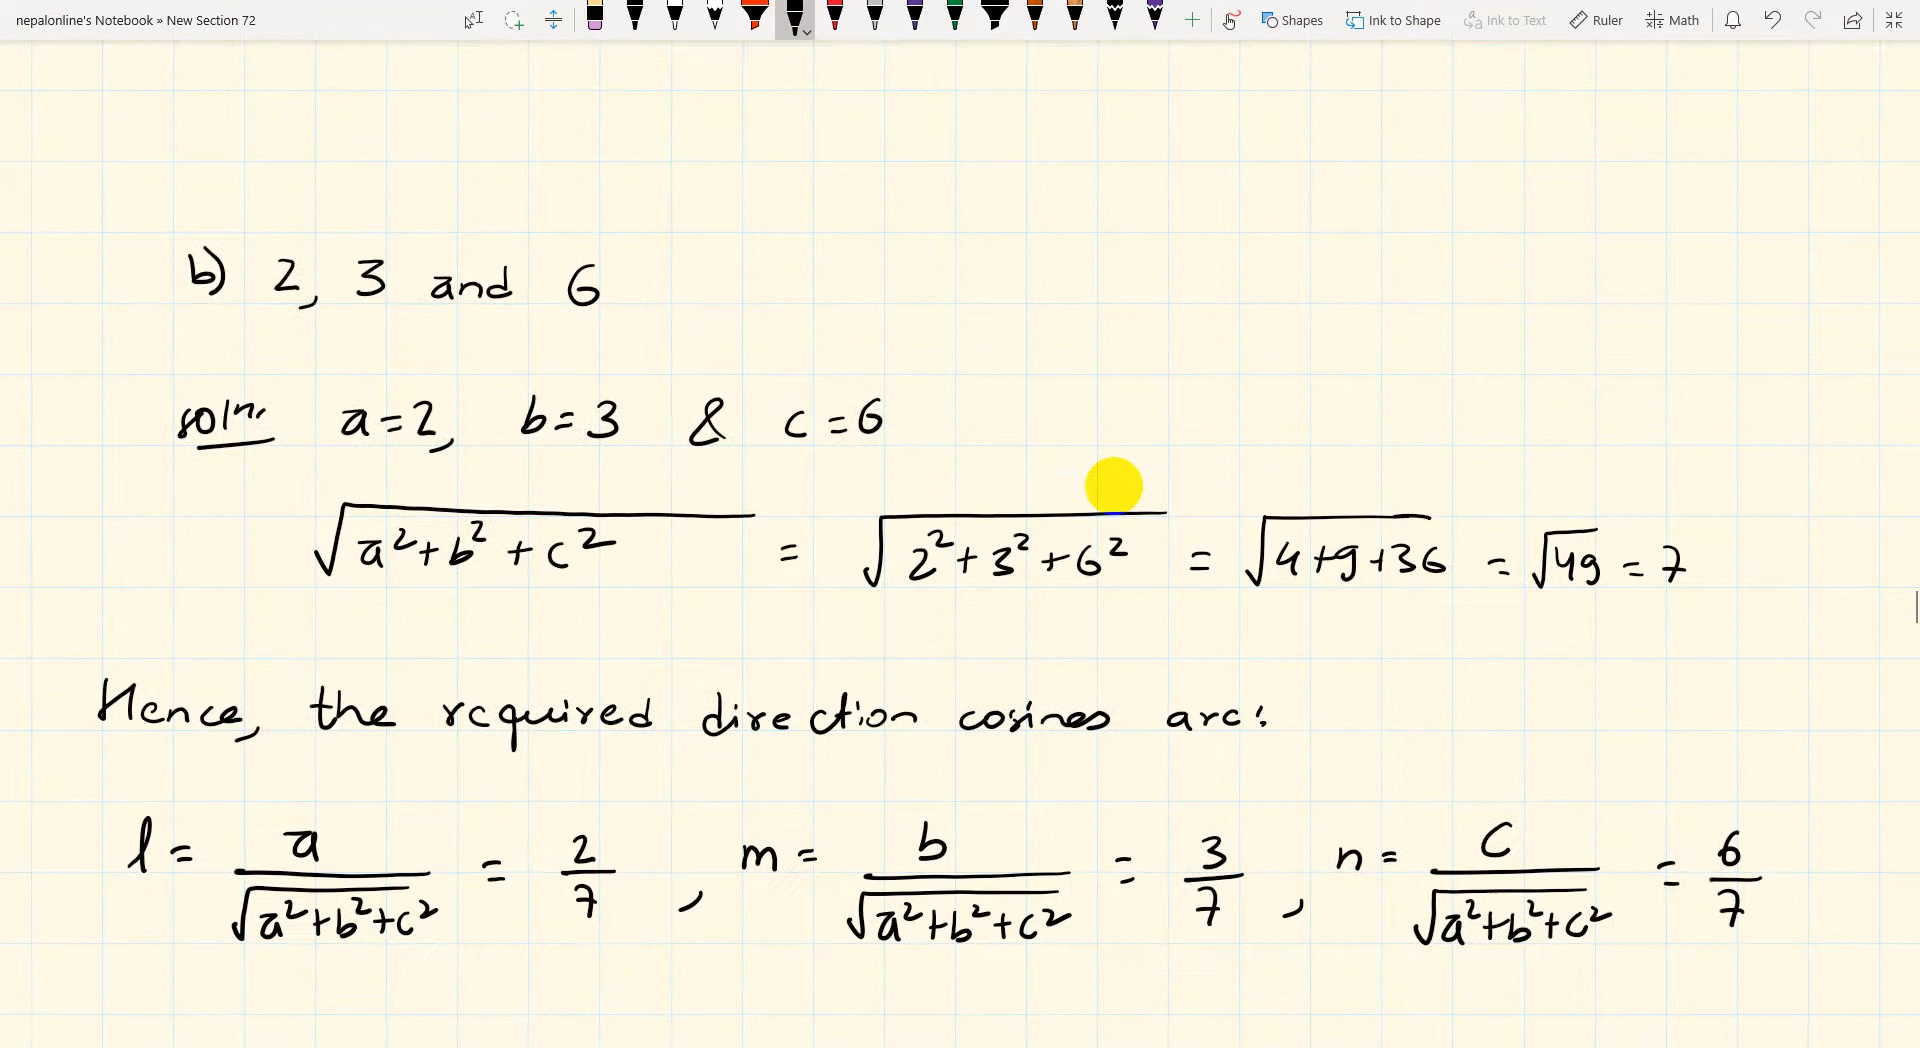 nepalonline's Notebook » New Section 72
Shapes Ink to Shape Ink to Text Ruler Math
b) 2, 3 and 6
soln. a=2, b=3 & c=6
√(a²+b²+c²) = √(2²+3²+6²) = √(4+9+36) = √49 = 7
Hence, the required direction cosines are:
l = a/√(a²+b²+c²) = 2/7, m = b/√(a²+b²+c²) = 3/7, n = c/√(a²+b²+c²) = 6/7